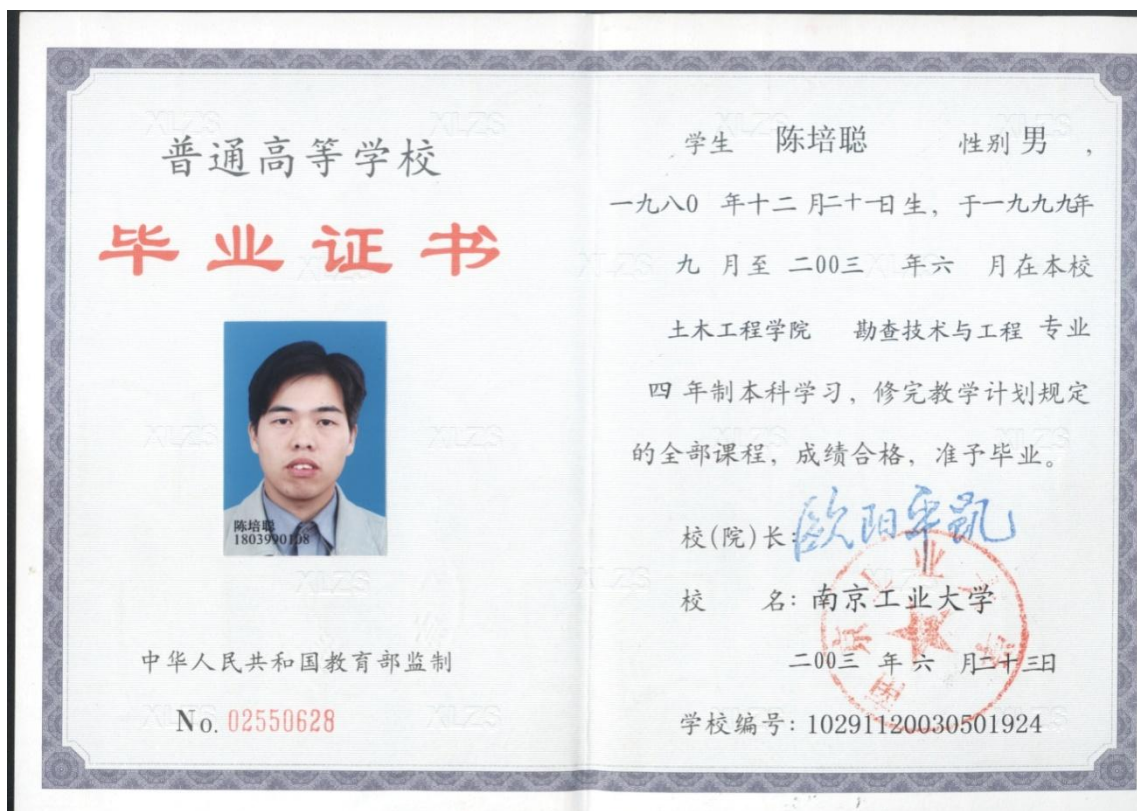 普通高等学校
毕业证书
陈培聪
1803990108
中华人民共和国教育部监制
No. 02550628
学生 陈培聪 性别 男 ,
一九八0 年十二月二十一日生，于一九九九年
九 月至 二00三 年六 月在本校
土木工程学院 勘查技术与工程 专业
四 年制本科学习，修完教学计划规定
的全部课程，成绩合格，准予毕业。
校(院)长: 欧阳平凯
校 名: 南京工业大学
二00三 年 六 月二十三日
学校编号: 102911200305019​24
XLZS